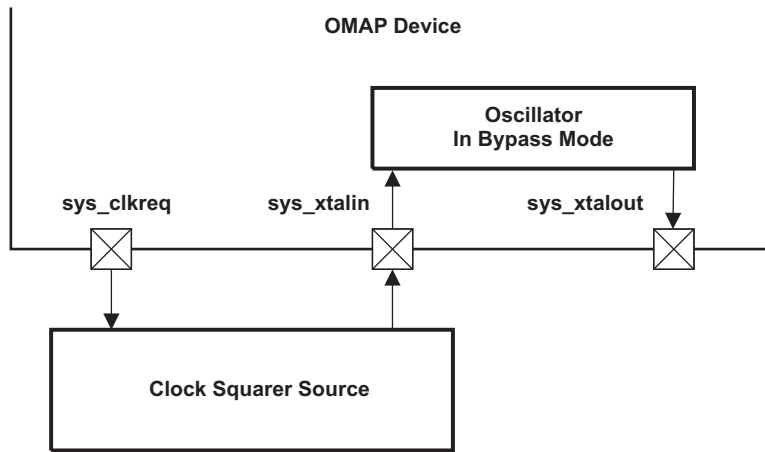 OMAP Device
Oscillator
In Bypass Mode
sys_clkreq
sys_xtalin
sys_xtalout
Clock Squarer Source